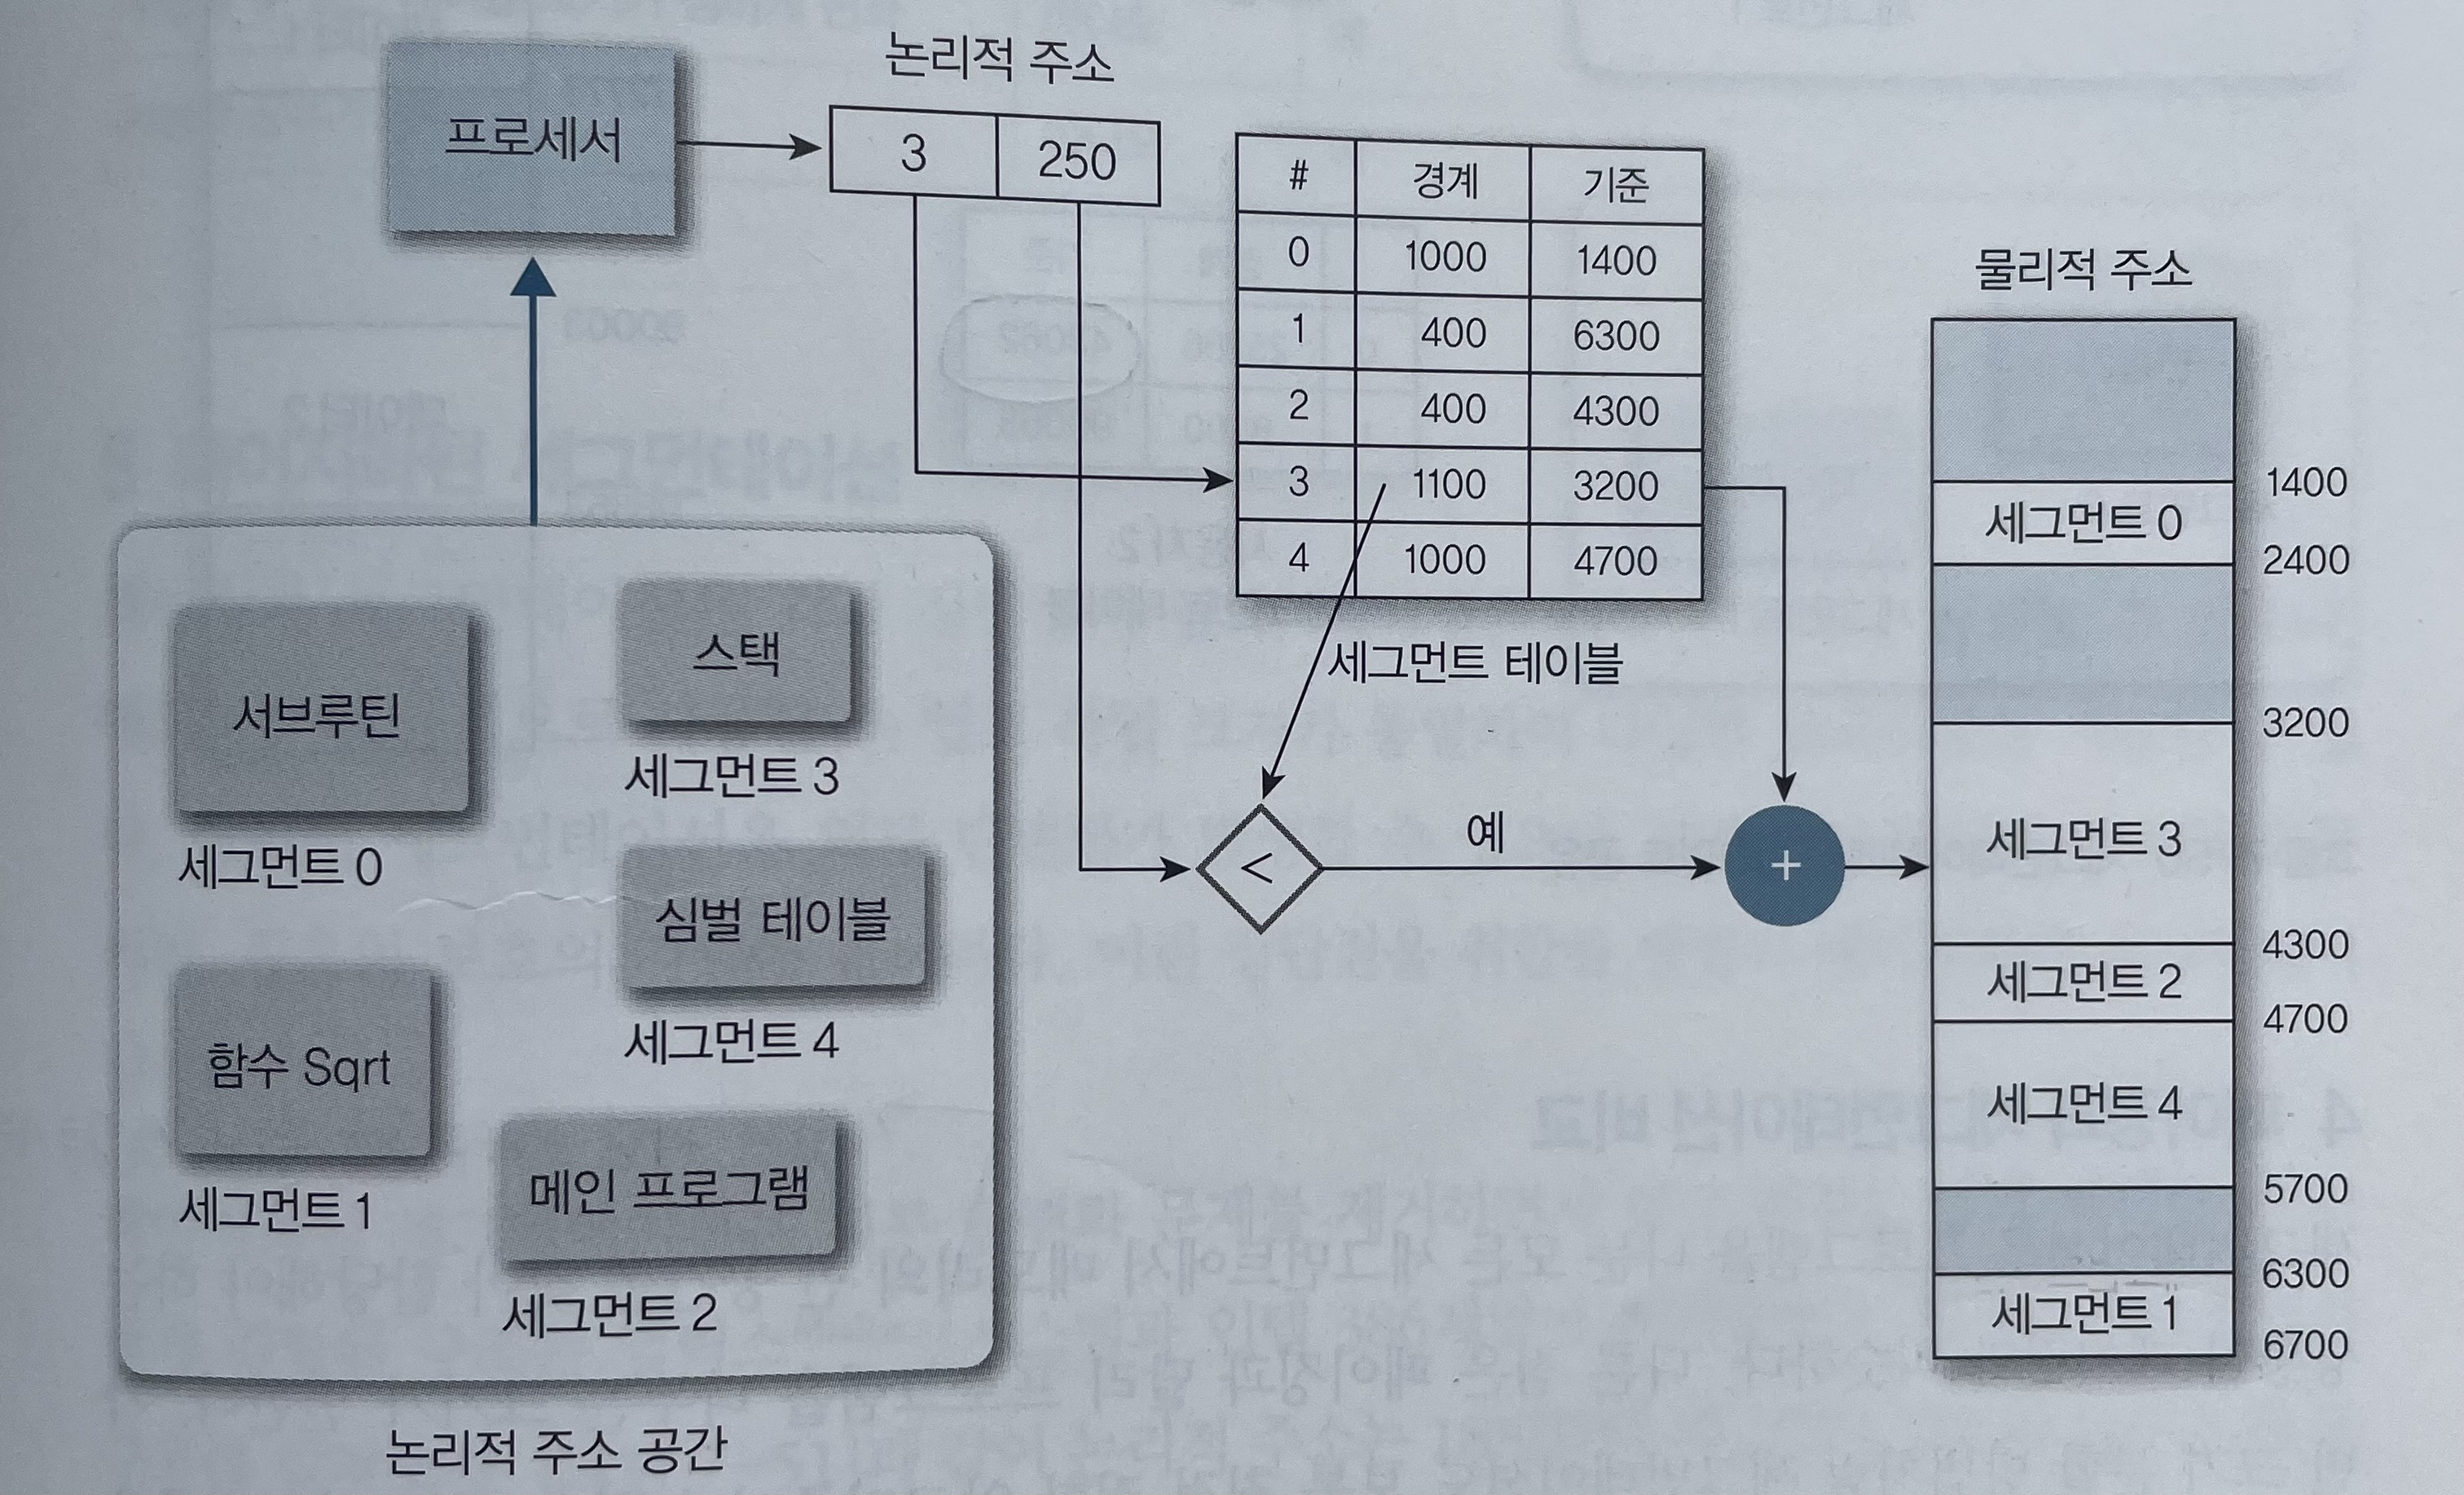 논리적 주소
프로세서
3 250
# 경계 기준
0 1000 1400
1 400 6300
2 400 4300
3 1100 3200
4 1000 4700
세그먼트 테이블
물리적 주소
1400
세그먼트 0
2400
3200
세그먼트 3
4300
세그먼트 2
4700
세그먼트 4
5700
6300
세그먼트 1
6700
< 예 +
서브루틴
세그먼트 0
스택
세그먼트 3
심벌 테이블
세그먼트 4
함수 Sqrt
세그먼트 1
메인 프로그램
세그먼트 2
논리적 주소 공간